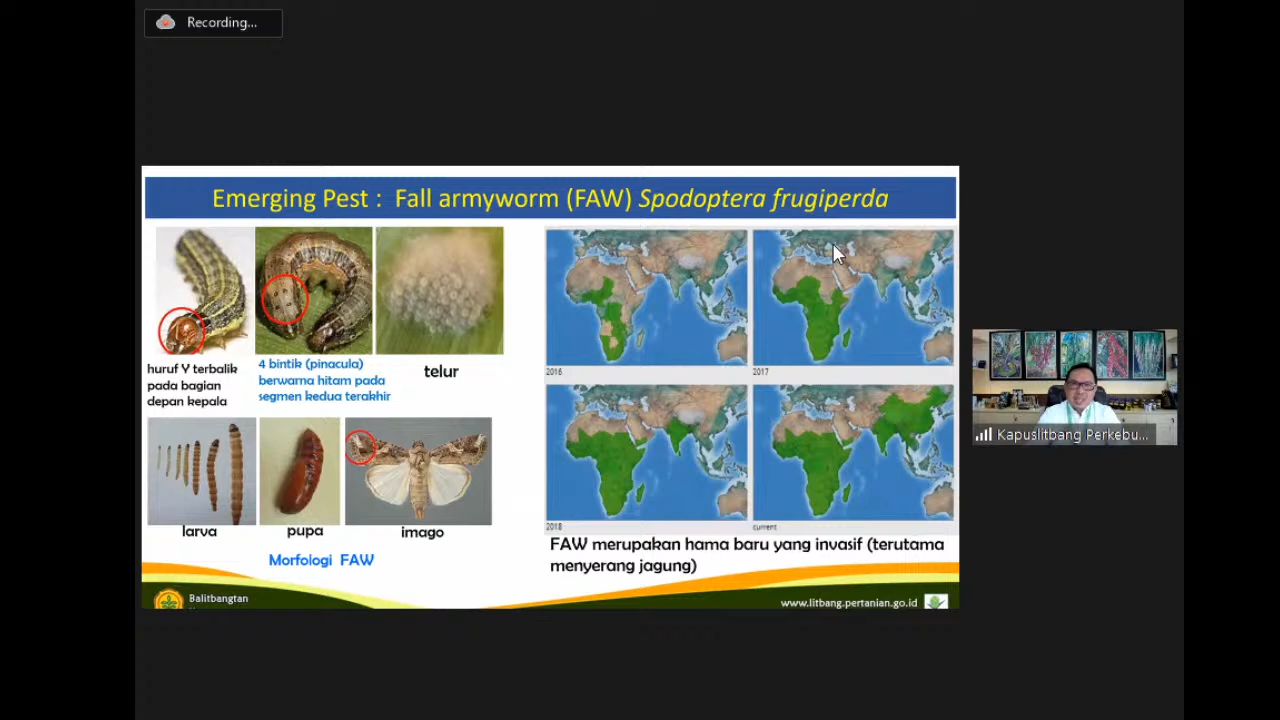 Recording...
Emerging Pest : Fall armyworm (FAW) Spodoptera frugiperda
huruf Y terbalik
pada bagian
depan kepala
4 bintik (pinacula)
berwarna hitam pada
segmen kedua terakhir
telur
larva
pupa
imago
Morfologi FAW
2016
2017
2018
current
FAW merupakan hama baru yang invasif (terutama
menyerang jagung)
Balitbangtan
www.litbang.pertanian.go.id
Kapuslitbang Perkebu...